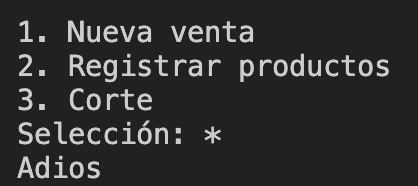 1. Nueva venta
2. Registrar productos
3. Corte
Selección: *
Adios